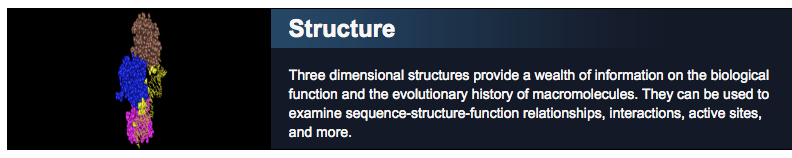 Structure
Three dimensional structures provide a wealth of information on the biological
function and the evolutionary history of macromolecules. They can be used to
examine sequence-structure-function relationships, interactions, active sites,
and more.